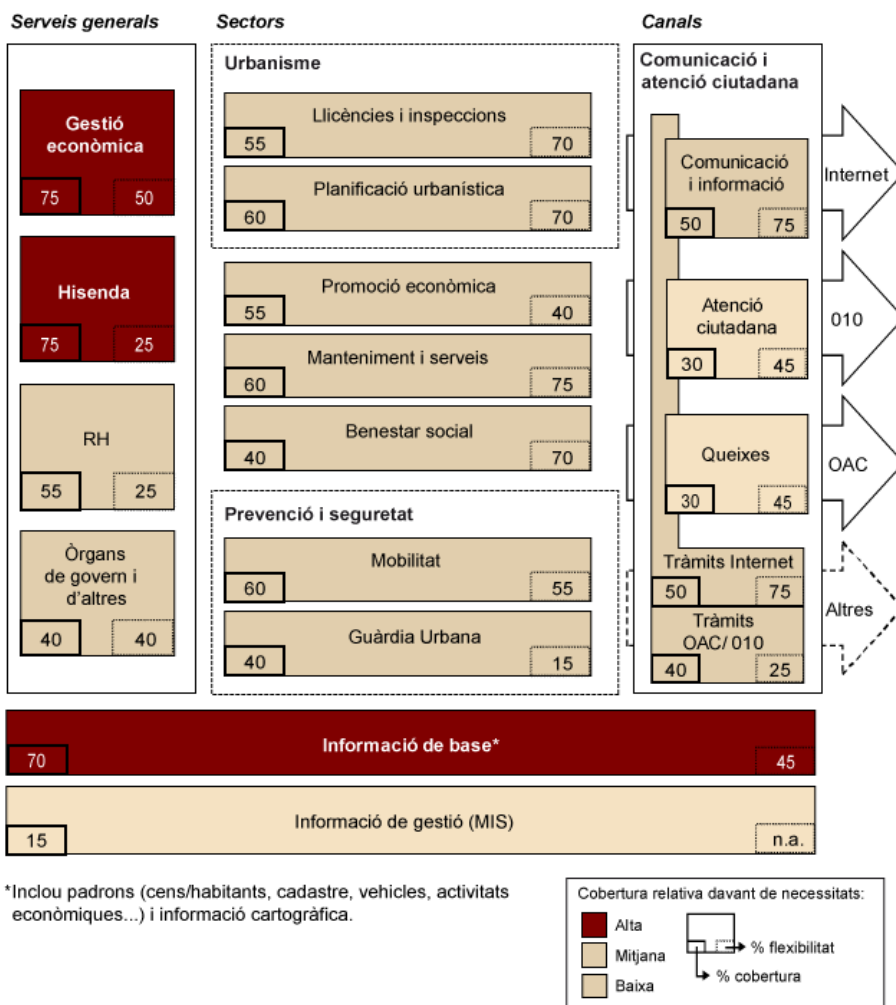 Serveis generals
Sectors
Canals
Gestió
econòmica
75
50
Hisenda
75
25
RH
55
25
Òrgans
de govern i
d'altres
40
40
Urbanisme
Llicències i inspeccions
55
70
Planificació urbanística
60
70
Promoció econòmica
55
40
Manteniment i serveis
60
75
Benestar social
40
70
Prevenció i seguretat
Mobilitat
60
55
Guàrdia Urbana
40
15
Comunicació i
atenció ciutadana
Comunicació
i informació
50
75
Internet
Atenció
ciutadana
30
45
010
Queixes
30
45
OAC
Tràmits Internet
50
75
Tràmits
OAC/ 010
40
25
Altres
Informació de base*
70
45
Informació de gestió (MIS)
15
n.a.
*Inclou padrons (cens/habitants, cadastre, vehicles, activitats
econòmiques...) i informació cartogràfica.
Cobertura relativa davant de necessitats:
Alta
Mitjana
Baixa
% flexibilitat
% cobertura